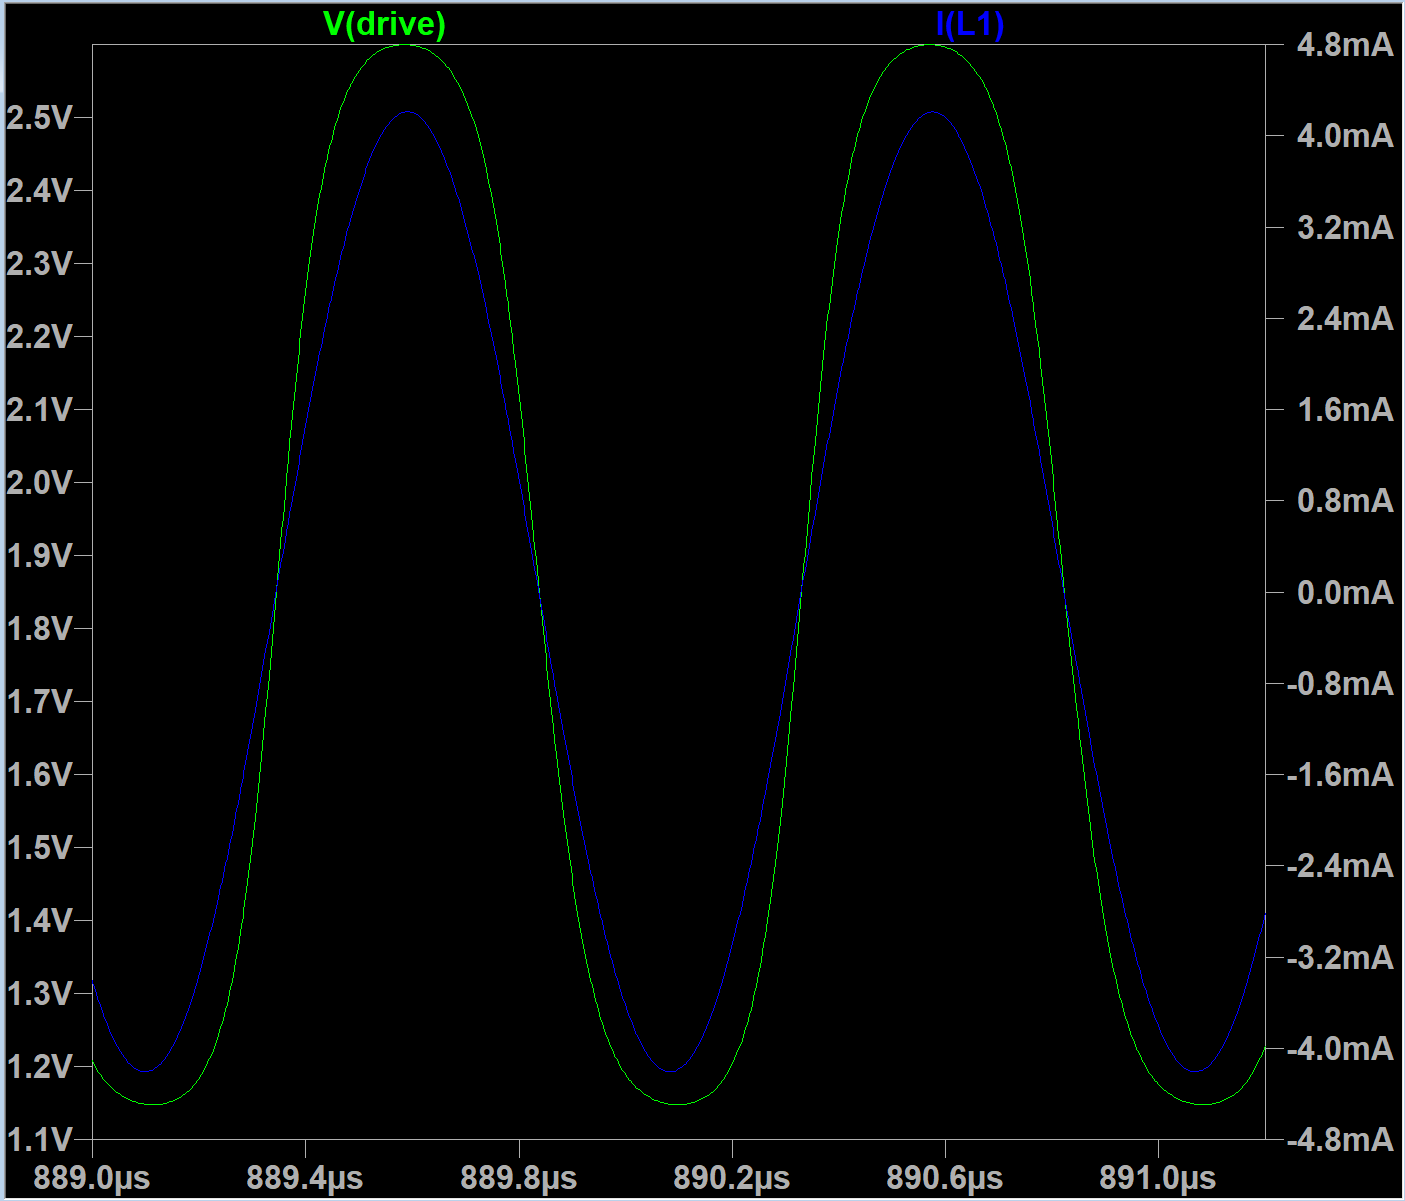 V(drive) I(L1)
4.8mA
2.5V 4.0mA
2.4V
3.2mA
2.3V
2.2V 2.4mA
2.1V 1.6mA
2.0V 0.8mA
1.9V
0.0mA
1.8V
1.7V -0.8mA
1.6V -1.6mA
1.5V -2.4mA
1.4V
-3.2mA
1.3V
1.2V -4.0mA
1.1V -4.8mA
889.0µs 889.4µs 889.8µs 890.2µs 890.6µs 891.0µs